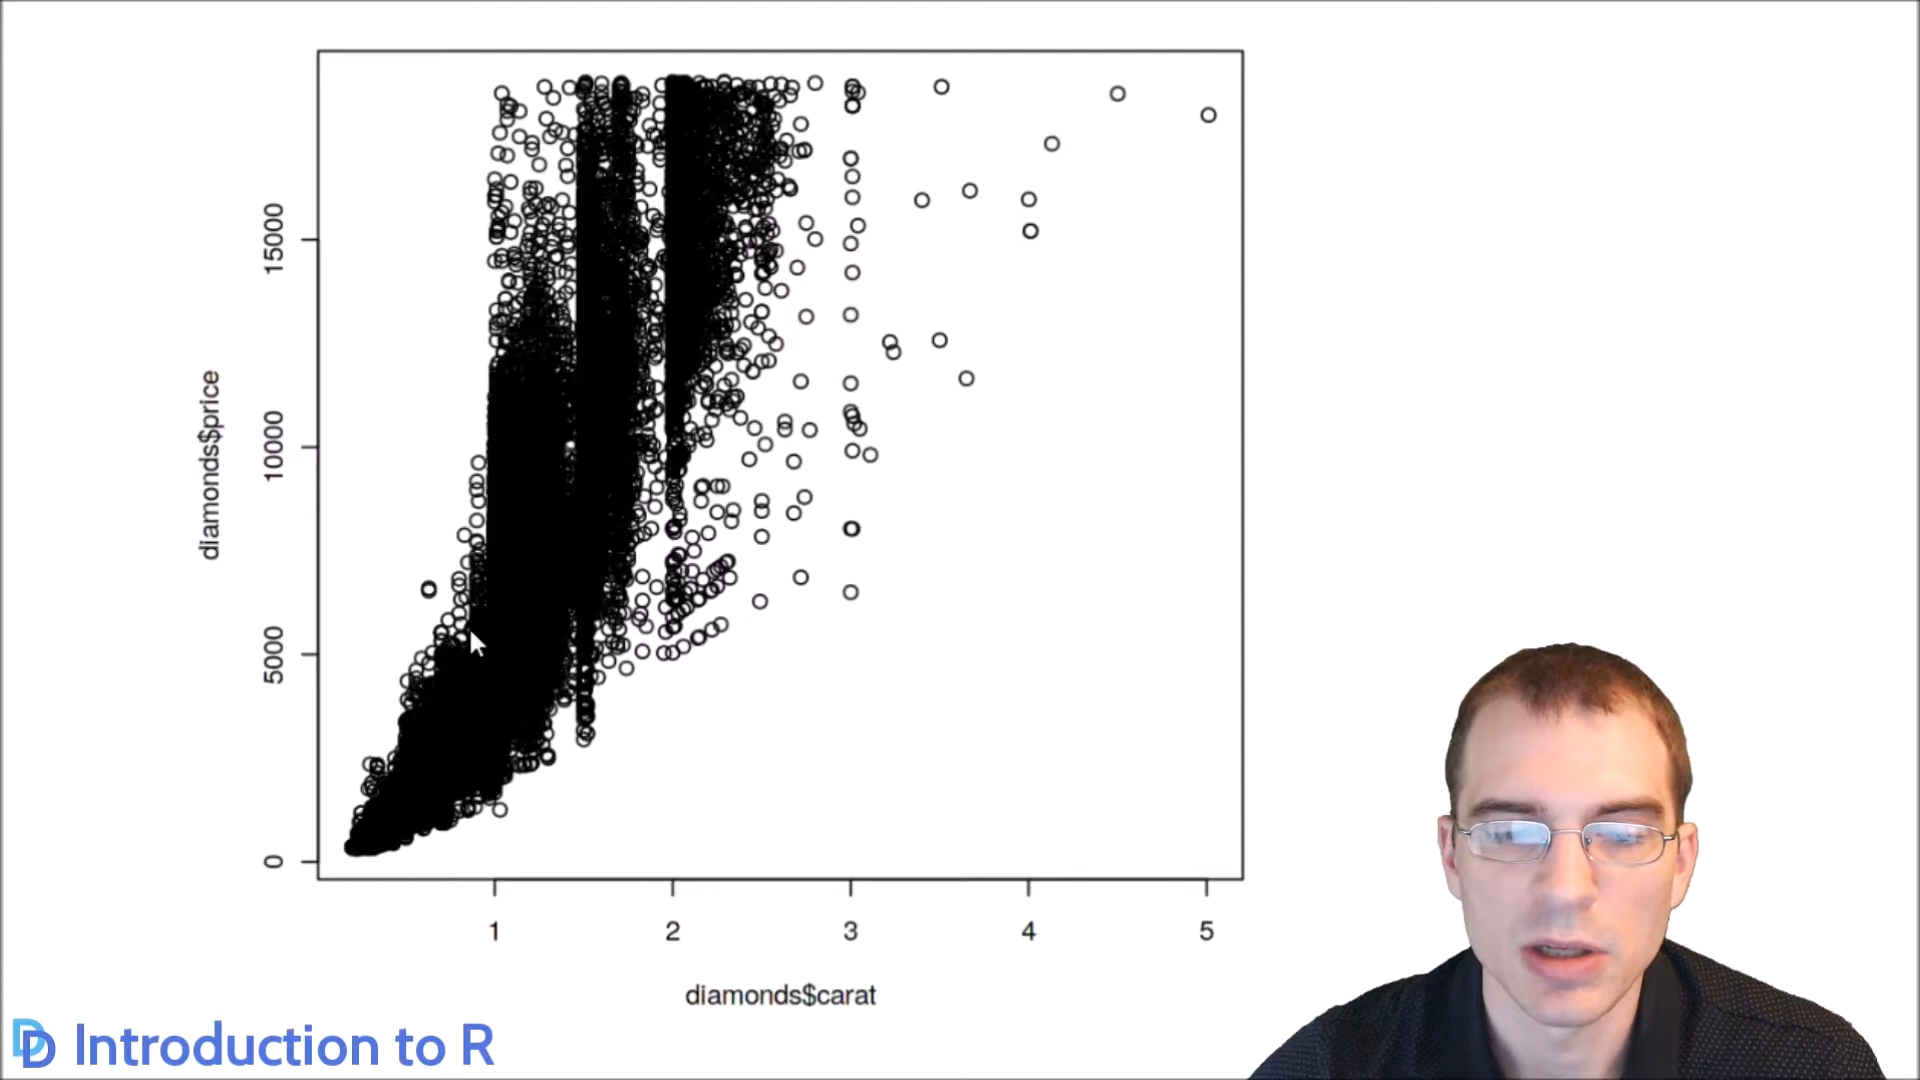 15000
10000
5000
0
diamonds$price
1 2 3 4 5
diamonds$carat
D Introduction to R